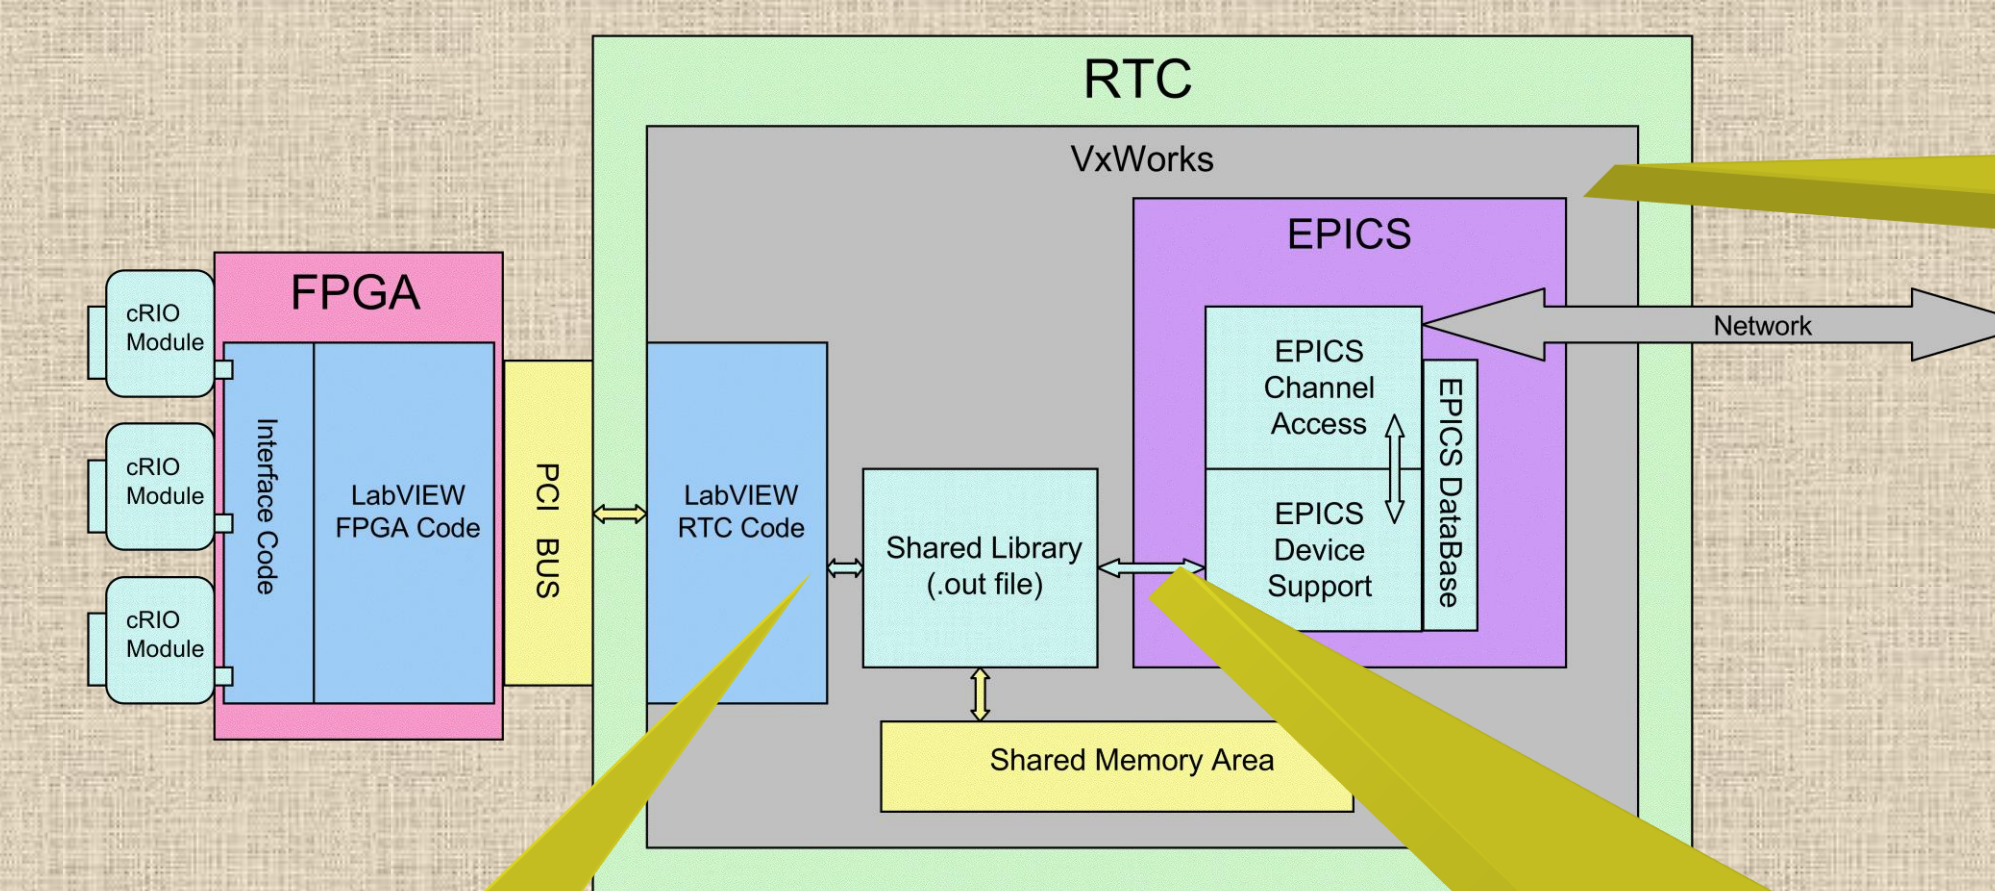 RTC
VxWorks
EPICS
FPGA
cRIO
Module
cRIO
Module
cRIO
Module
Interface Code
LabVIEW
FPGA Code
PCI BUS
LabVIEW
RTC Code
Shared Library
(.out file)
Shared Memory Area
EPICS
Channel
Access
EPICS
Device
Support
EPICS DataBase
Network